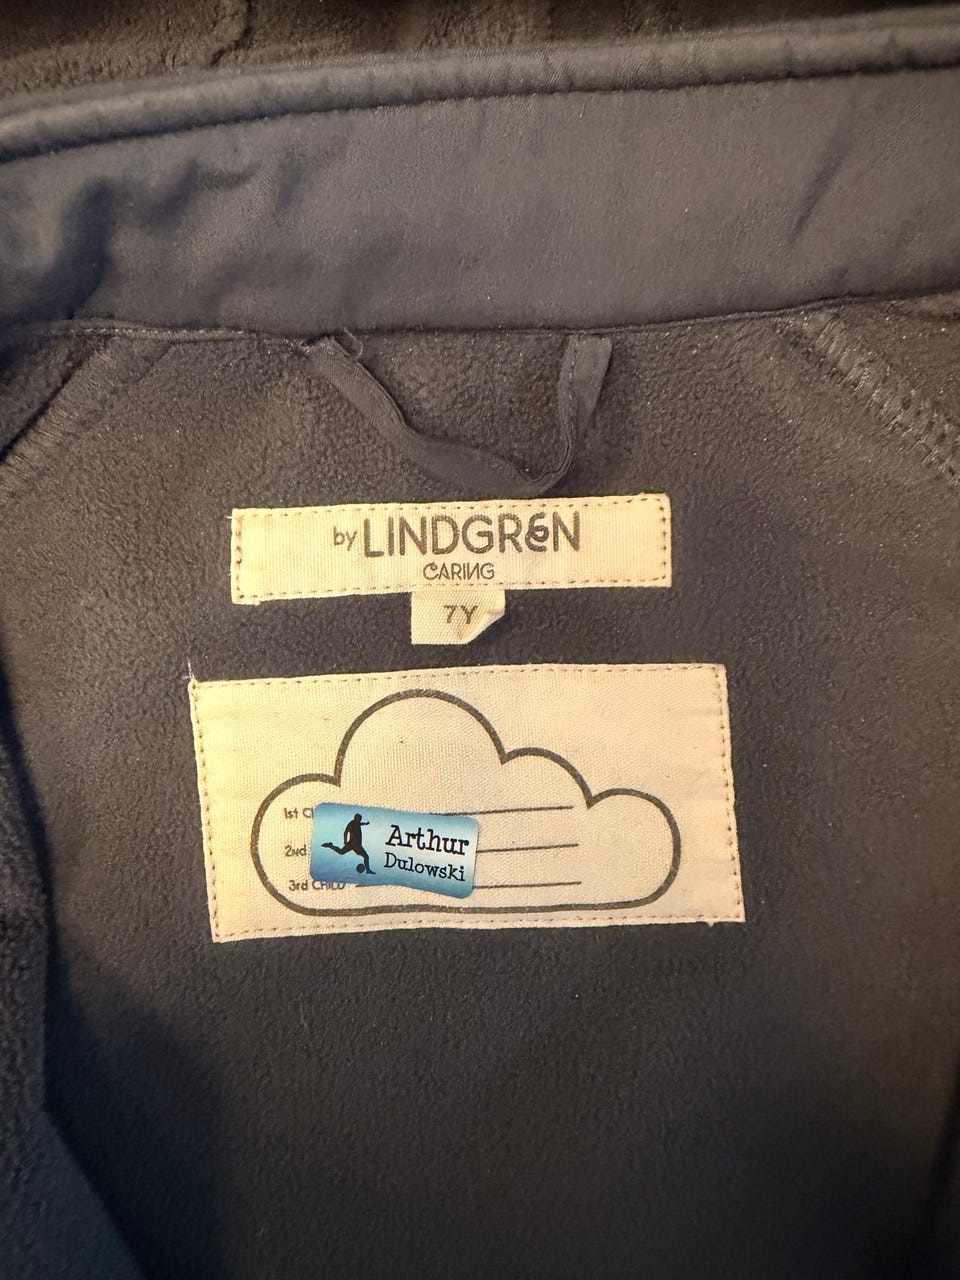 by LINDGREN
CARING
7Y
1st
Arthur
2nd
Dulowski
3rd CHILD